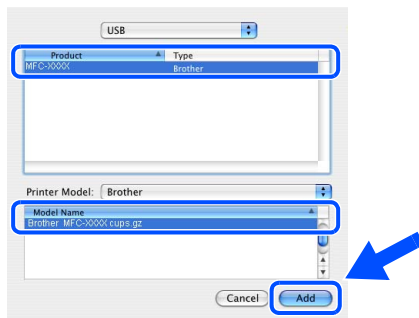 USB
Product Type
MFC-XXXX Brother
Printer Model: Brother
Model Name
Brother MFC-XXXX cups.gz
Cancel Add